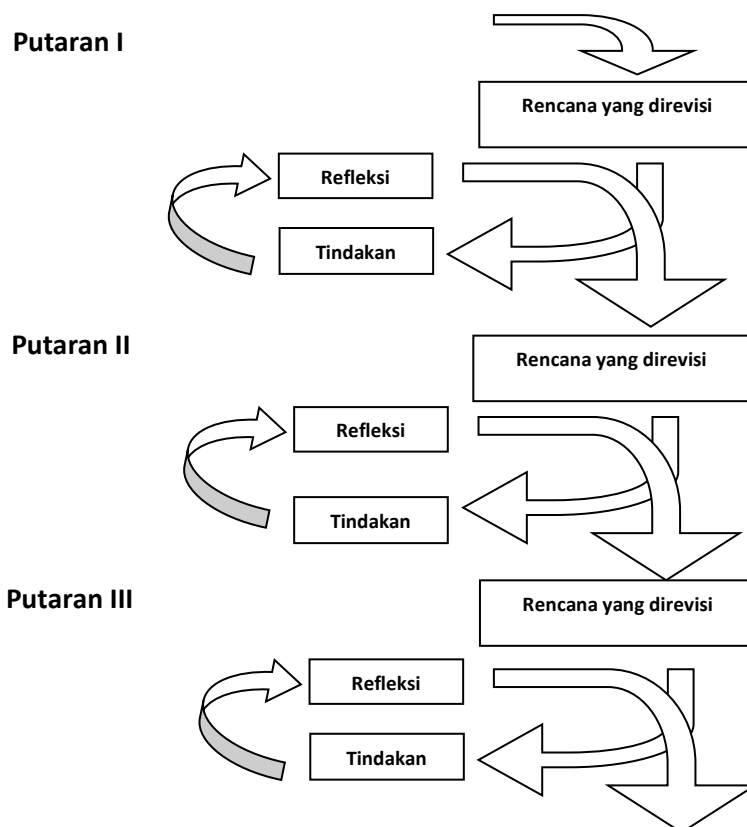 Putaran I
Rencana yang direvisi
Refleksi
Tindakan
Putaran II
Rencana yang direvisi
Refleksi
Tindakan
Putaran III
Rencana yang direvisi
Refleksi
Tindakan